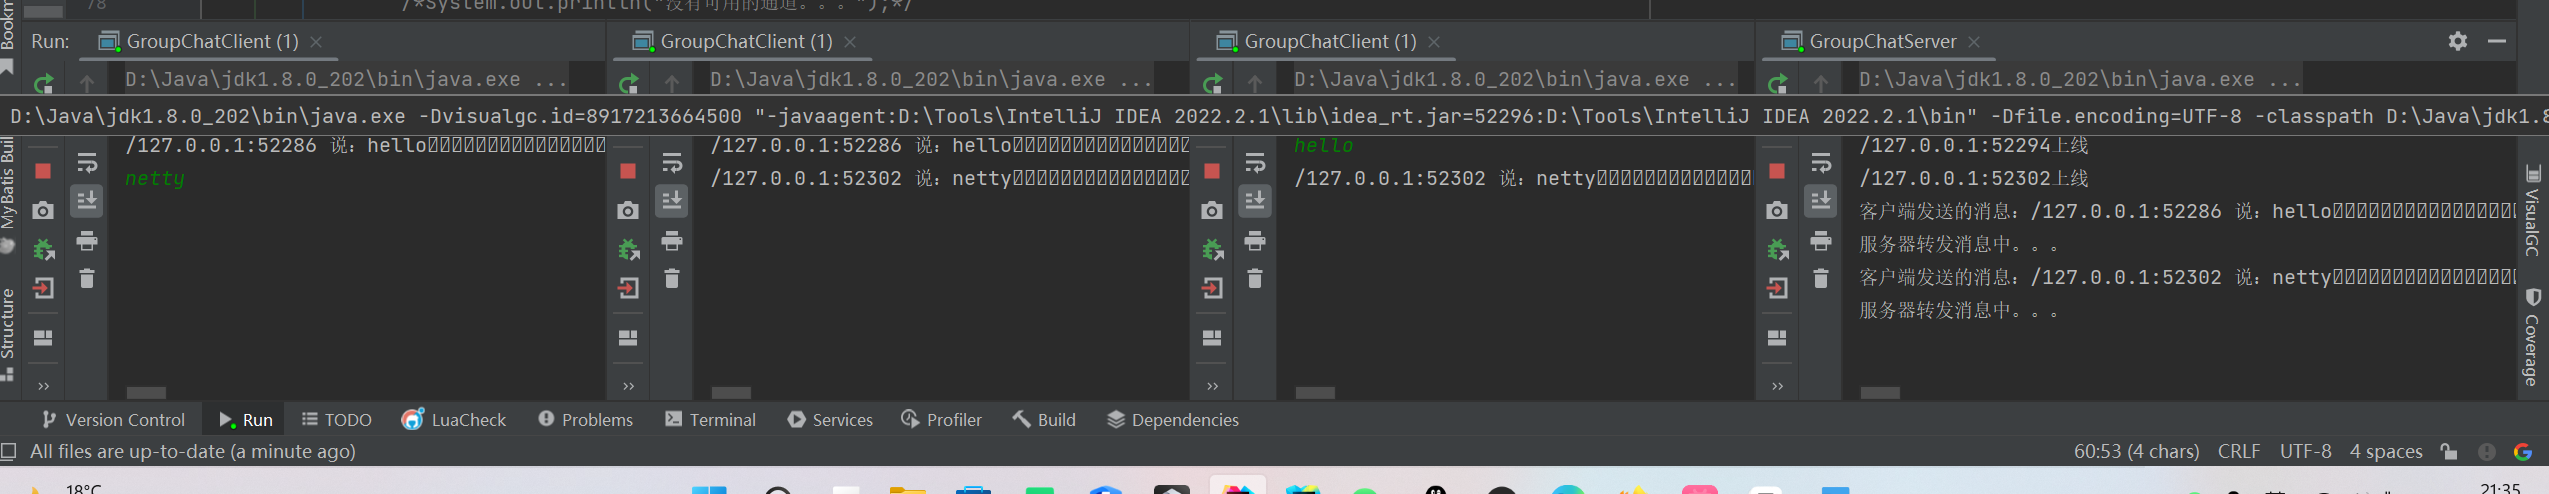 78
/*System.out.println("没有可用的通道。。。");*/
Bookm
Run:
GroupChatClient (1)
GroupChatClient (1)
GroupChatClient (1)
GroupChatServer
D:\Java\jdk1.8.0_202\bin\java.exe ...
D:\Java\jdk1.8.0_202\bin\java.exe ...
D:\Java\jdk1.8.0_202\bin\java.exe ...
D:\Java\jdk1.8.0_202\bin\java.exe ...
D:\Java\jdk1.8.0_202\bin\java.exe -Dvisualgc.id=8917213664500 "-javaagent:D:\Tools\IntelliJ IDEA 2022.2.1\lib\idea_rt.jar=52296:D:\Tools\IntelliJ IDEA 2022.2.1\bin" -Dfile.encoding=UTF-8 -classpath D:\Java\jdk1.8
/127.0.0.1:52286 说：hello
netty
/127.0.0.1:52286 说：hello
/127.0.0.1:52302 说：netty
hello
/127.0.0.1:52302 说：netty
/127.0.0.1:52294上线
/127.0.0.1:52302上线
客户端发送的消息：/127.0.0.1:52286 说：hello
服务器转发消息中。。。
客户端发送的消息：/127.0.0.1:52302 说：netty
服务器转发消息中。。。
MyBatis Buil
Structure
VisualGC
Coverage
Version Control
Run
TODO
LuaCheck
Problems
Terminal
Services
Profiler
Build
Dependencies
All files are up-to-date (a minute ago)
60:53 (4 chars)
CRLF
UTF-8
4 spaces
18°C
21:35